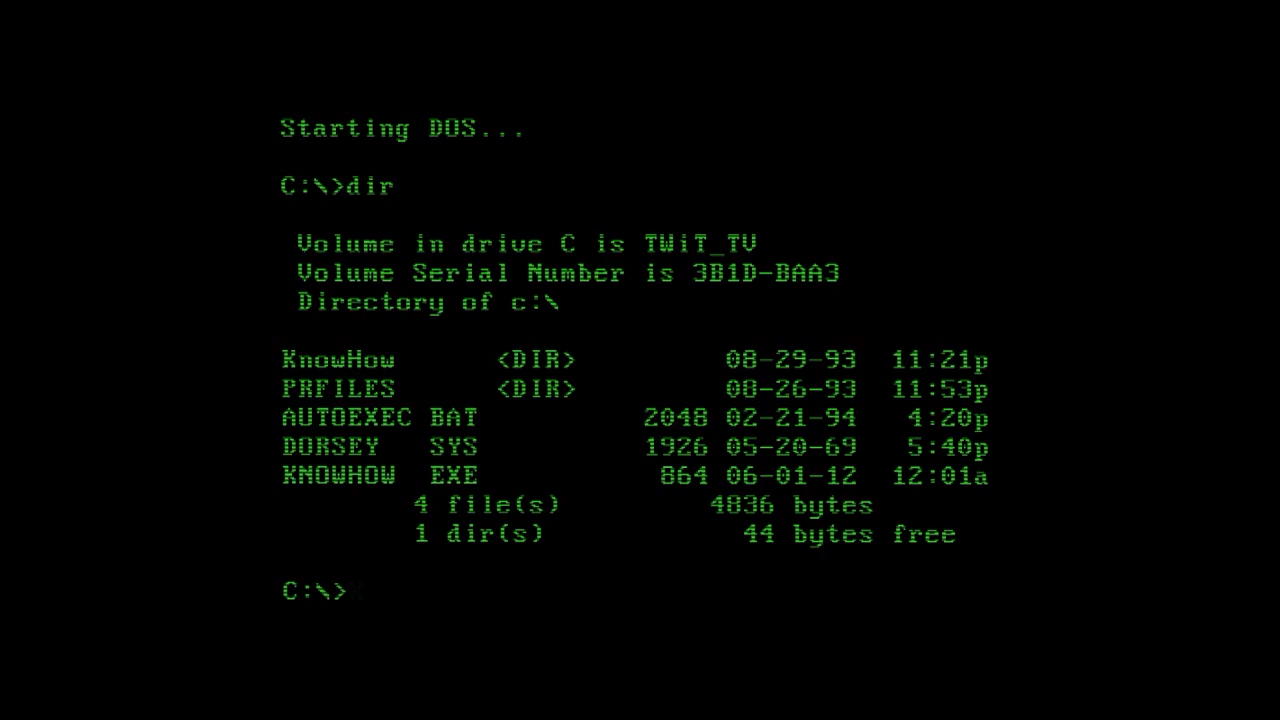 Starting DOS...
C:\>dir
Volume in drive C is TWiT_TV
Volume Serial Number is 3B1D-BAA3
Directory of c:\
KnowHow <DIR> 08-29-93 11:21p
PRFILES <DIR> 08-26-93 11:53p
AUTOEXEC BAT 2048 02-21-94 4:20p
DORSEY SYS 1926 05-20-69 5:40p
KNOWHOW EXE 864 06-01-12 12:01a
4 file(s) 4836 bytes
1 dir(s) 44 bytes free
C:\>